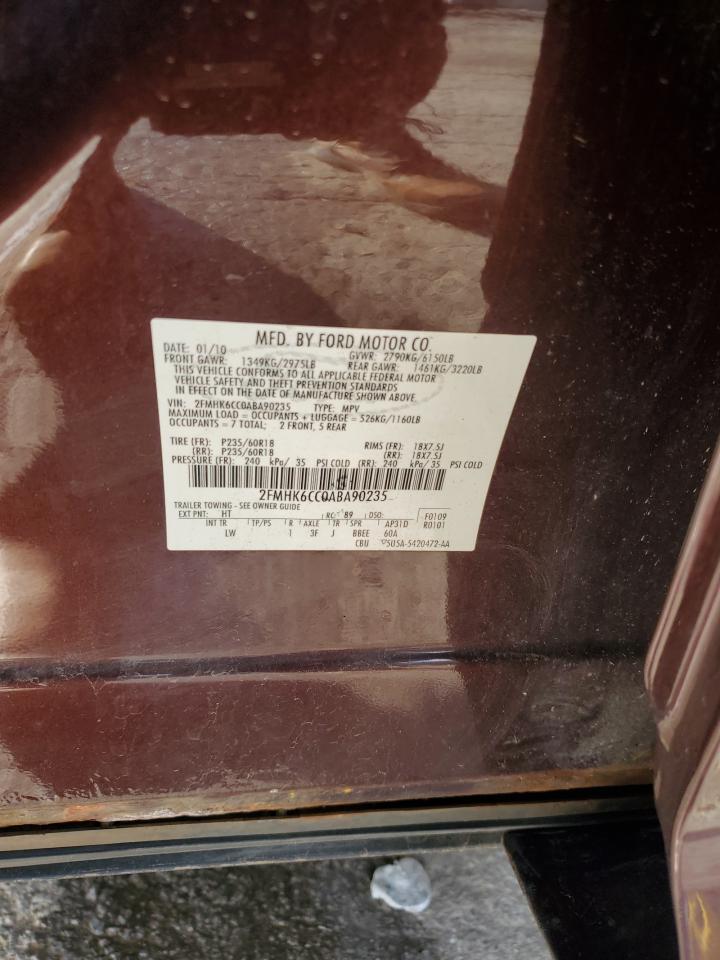 MFD. BY FORD MOTOR CO.
DATE: 01/10 GVWR: 2790KG/6150LB
FRONT GAWR: 1349KG/2975LB REAR GAWR: 1461KG/3220LB
THIS VEHICLE CONFORMS TO ALL APPLICABLE FEDERAL MOTOR
VEHICLE SAFETY AND THEFT PREVENTION STANDARDS
IN EFFECT ON THE DATE OF MANUFACTURE SHOWN ABOVE.
VIN: 2FMHK6CC0ABA90235 TYPE: MPV
MAXIMUM LOAD = OCCUPANTS + LUGGAGE = 526KG/1160LB
OCCUPANTS = 7 TOTAL; 2 FRONT, 5 REAR
TIRE (FR): P235/60R18 RIMS (FR): 18X7.5J
(RR): P235/60R18 (RR): 18X7.5J
PRESSURE (FR): 240 kPa/ 35 PSI COLD (RR): 240 kPa/ 35 PSI COLD
2FMHK6CC0ABA90235
TRAILER TOWING - SEE OWNER GUIDE
EXT PNT: HT RC: 89 DSO: F0109
INT TR TP/PS R AXLE TR SPR AP31D R0101
LW 1 3F J BBEE 60A
CBU 5U5A-5420472-AA